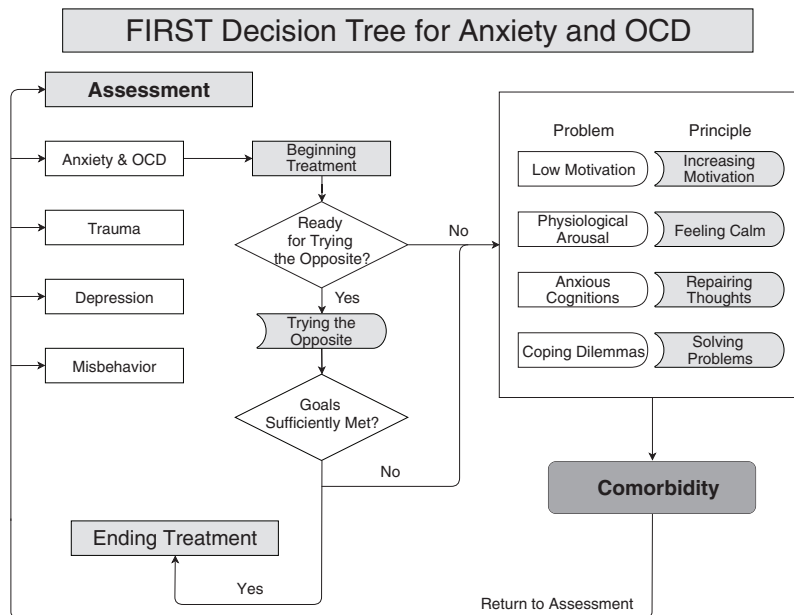 FIRST Decision Tree for Anxiety and OCD
Assessment
Anxiety & OCD
Trauma
Depression
Misbehavior
Beginning
Treatment
Ready
for Trying
the Opposite?
No
Yes
Trying the
Opposite
Goals
Sufficiently Met?
No
Yes
Ending Treatment
Problem
Principle
Low Motivation
Increasing
Motivation
Physiological
Arousal
Feeling Calm
Anxious
Cognitions
Repairing
Thoughts
Coping Dilemmas
Solving
Problems
Comorbidity
Return to Assessment